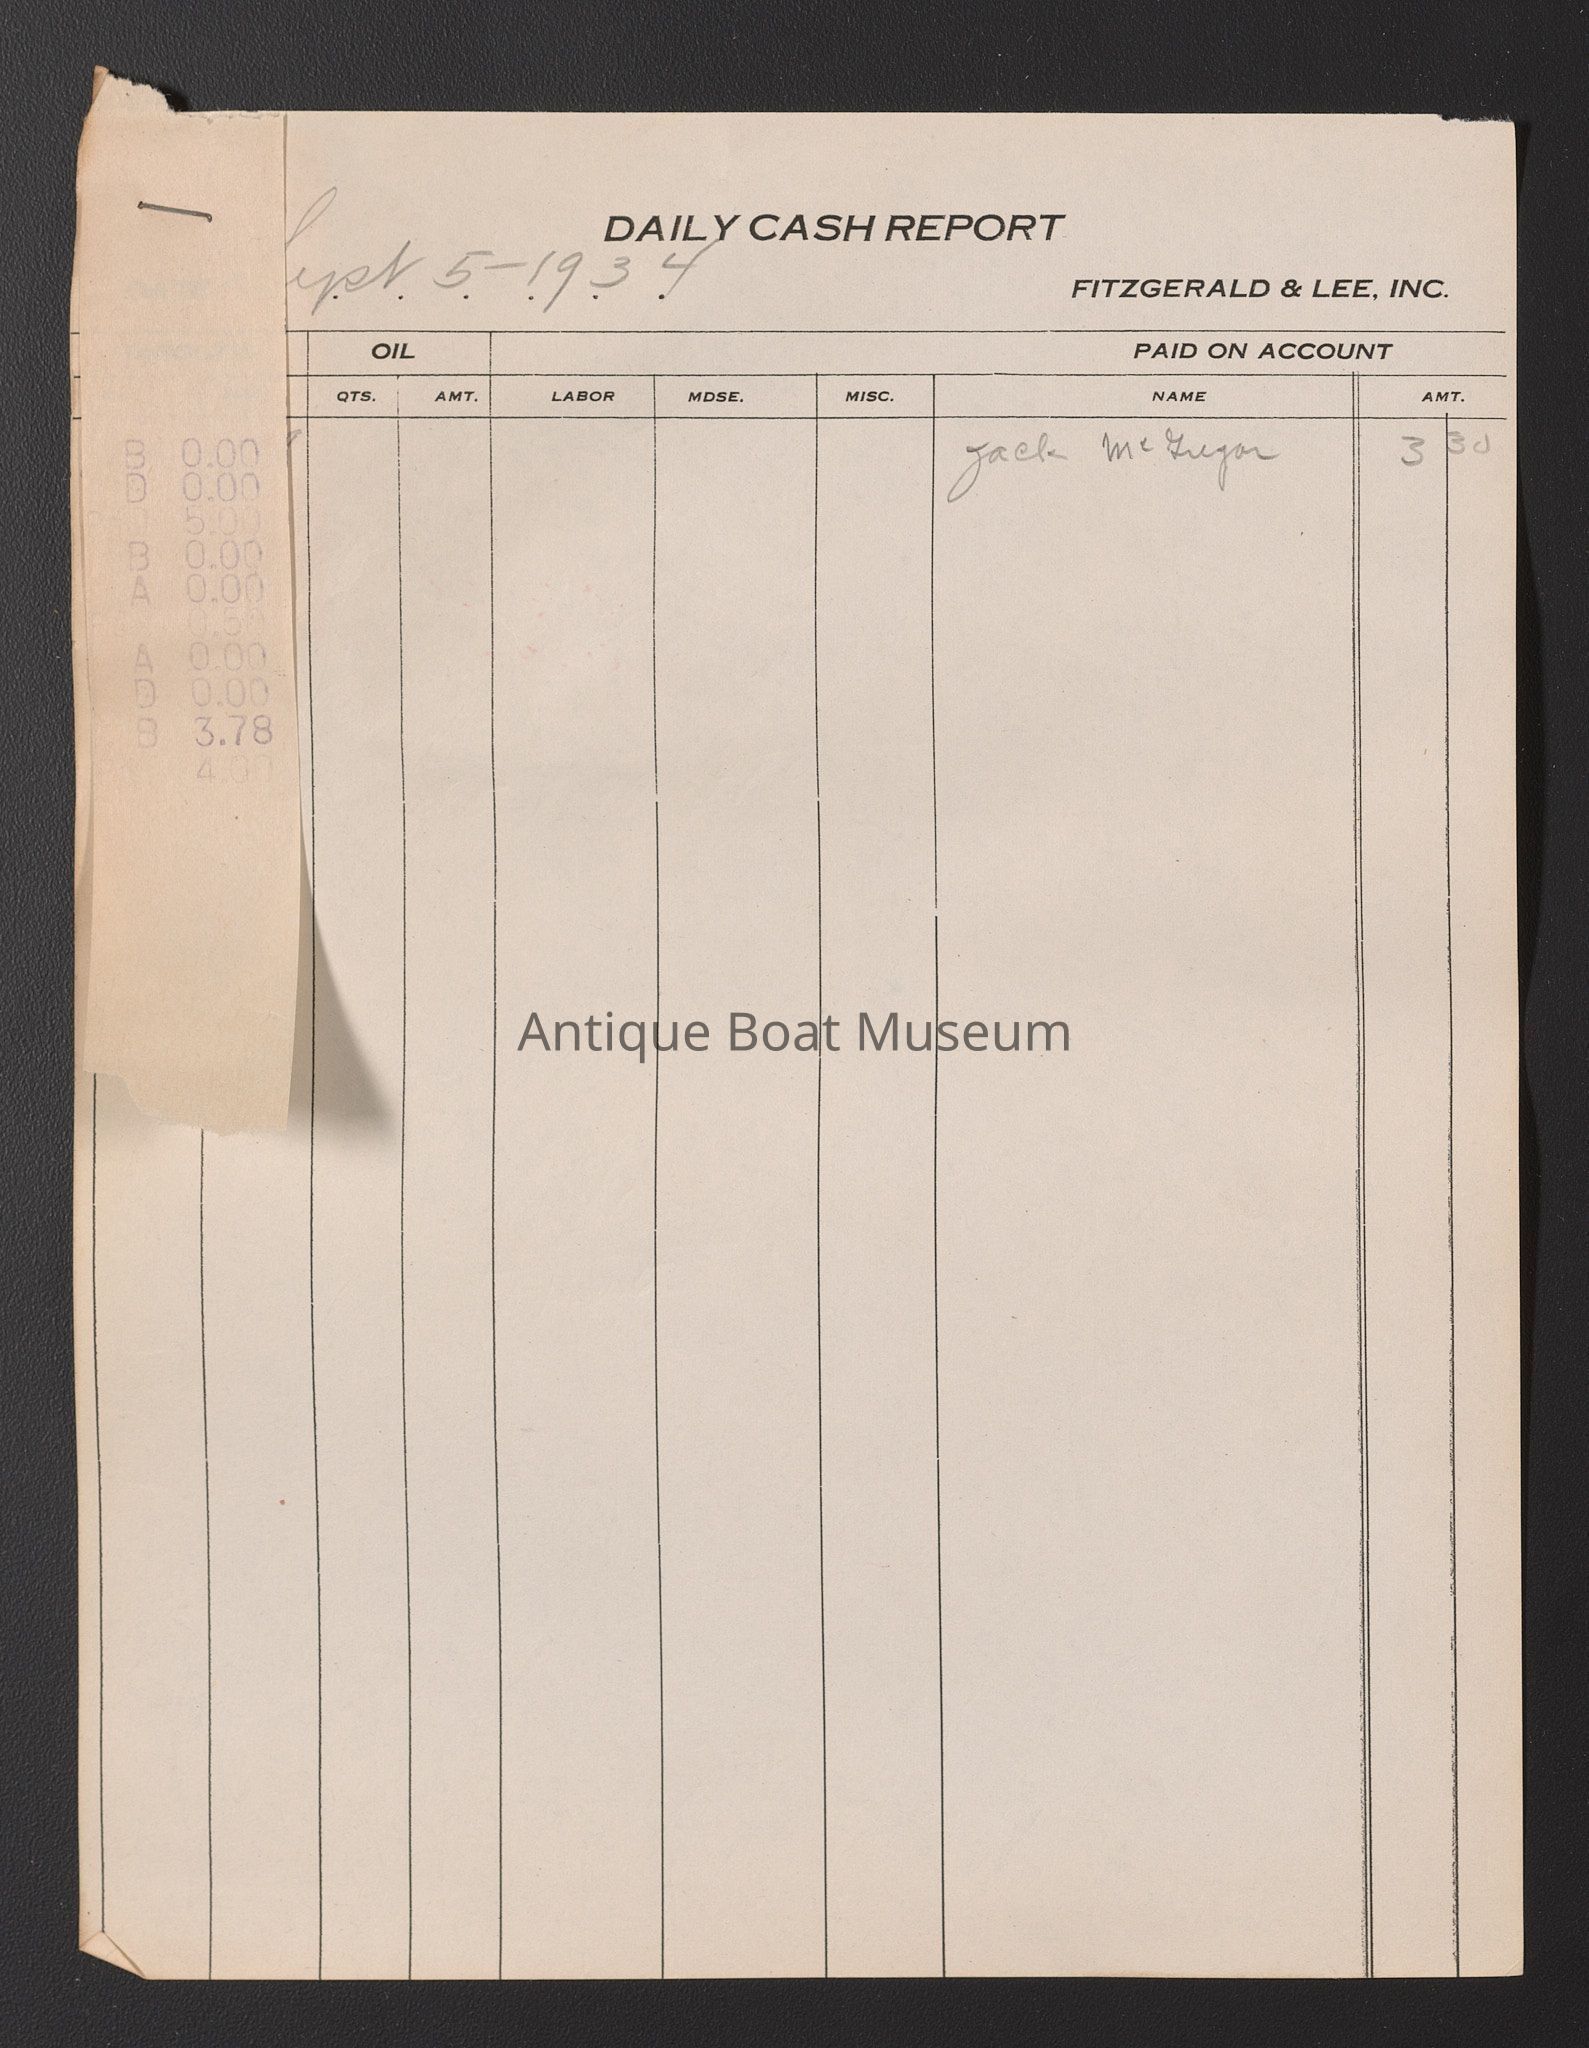 DAILY CASH REPORT
Sept 5-1934
FITZGERALD & LEE, INC.
OIL PAID ON ACCOUNT
QTS. AMT. LABOR MDSE. MISC. NAME AMT.
Jack McGregor 3 30
B 0.00
D 0.00
5.00
B 0.00
A 0.00
A 0.00
D 0.00
B 3.78
4.00
Antique Boat Museum